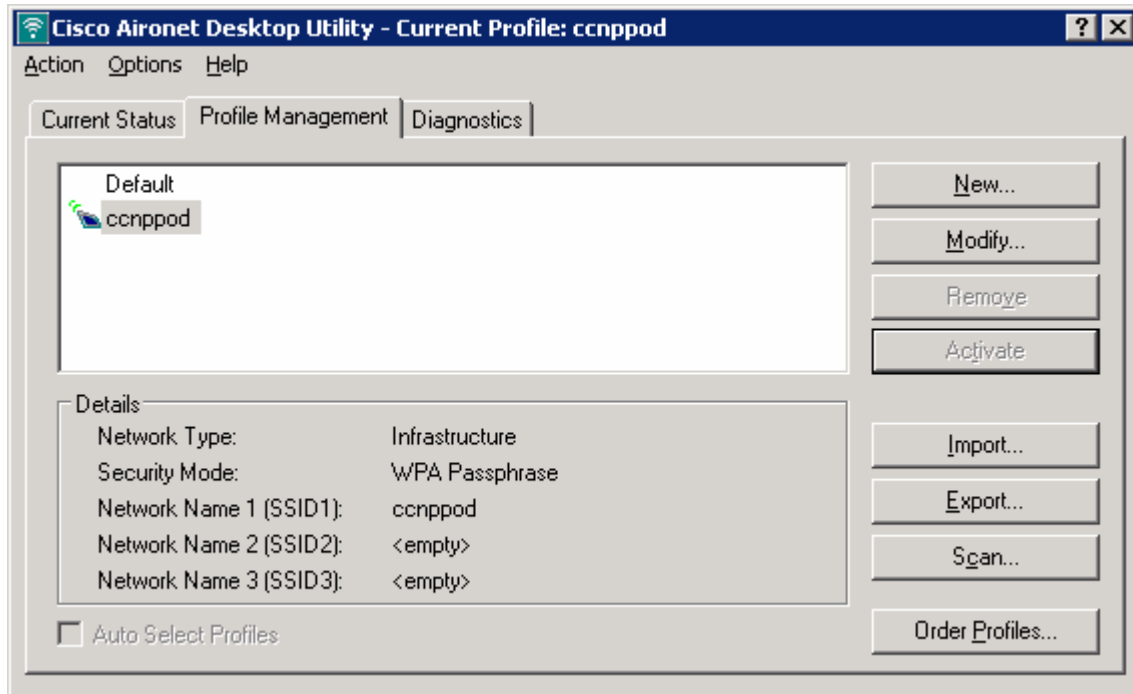 Cisco Aironet Desktop Utility - Current Profile: ccnppod
Action Options Help
Current Status Profile Management Diagnostics
Default
ccnppod
New...
Modify...
Remove
Activate
Details
Network Type: Infrastructure
Security Mode: WPA Passphrase
Network Name 1 (SSID1): ccnppod
Network Name 2 (SSID2): <empty>
Network Name 3 (SSID3): <empty>
Import...
Export...
Scan...
Auto Select Profiles
Order Profiles...